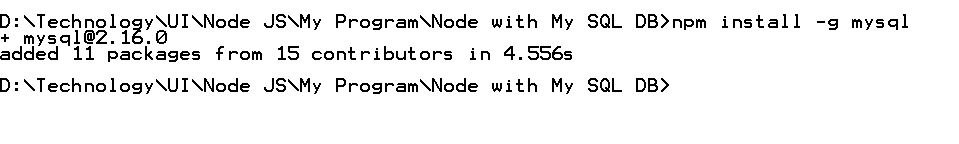 D:\Technology\UI\Node JS\My Program\Node with My SQL DB>npm install -g mysql
+ mysql@2.16.0
added 11 packages from 15 contributors in 4.556s
D:\Technology\UI\Node JS\My Program\Node with My SQL DB>